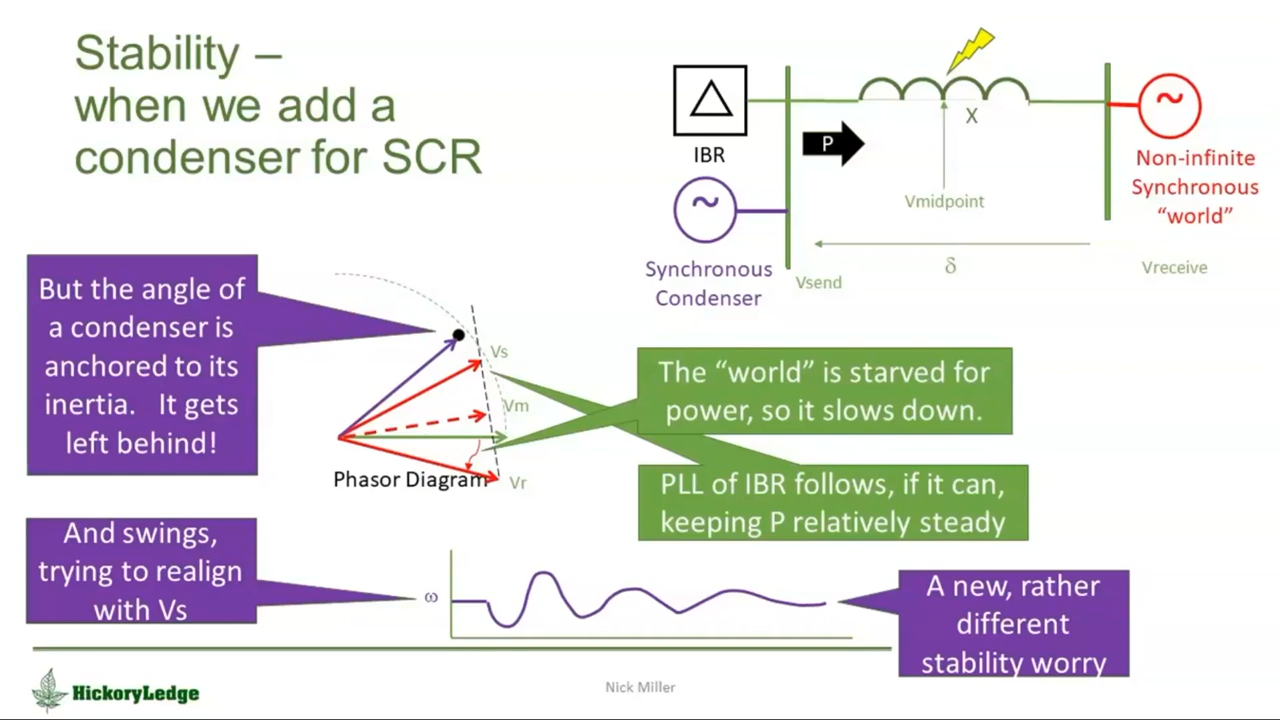 Stability –
when we add a
condenser for SCR
IBR
P
X
Non-infinite
Synchronous
“world”
Vmidpoint
Synchronous
Condenser
Vsend
δ
Vreceive
But the angle of
a condenser is
anchored to its
inertia. It gets
left behind!
Vs
Vm
Vr
Phasor Diagram
The “world” is starved for
power, so it slows down.
PLL of IBR follows, if it can,
keeping P relatively steady
And swings,
trying to realign
with Vs
ω
A new, rather
different
stability worry
HickoryLedge
Nick Miller